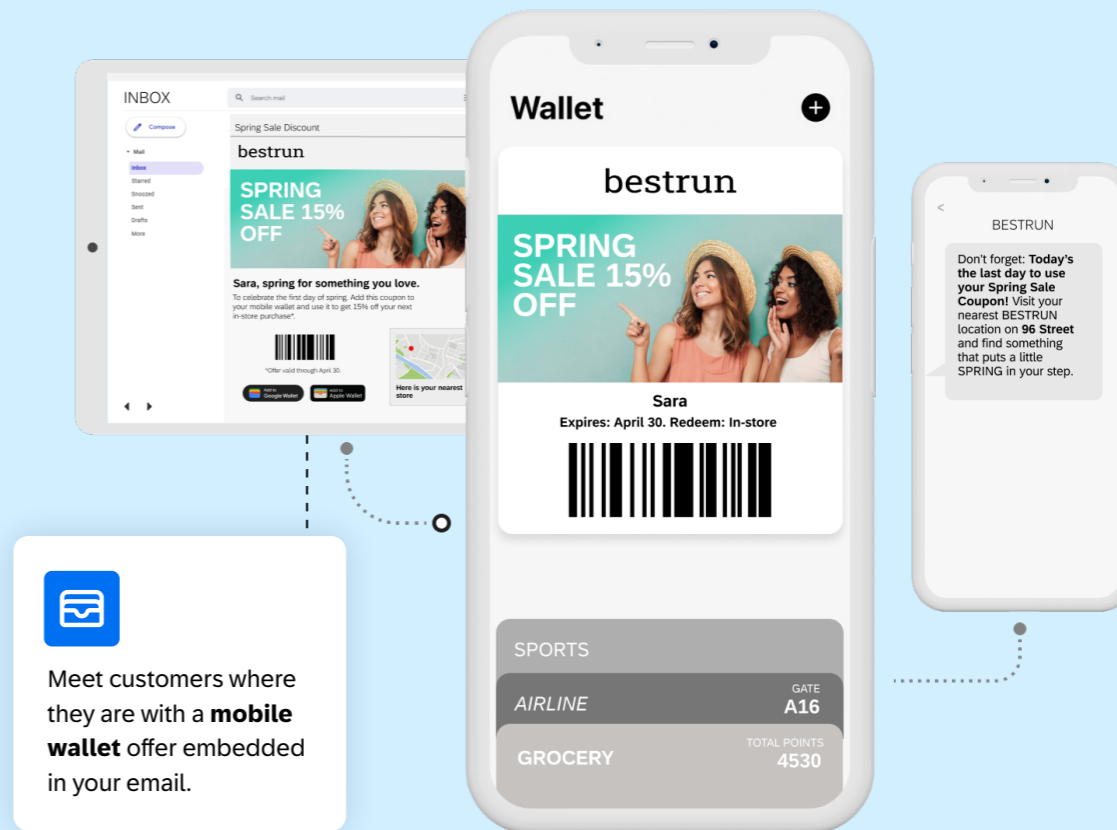 INBOX
Search mail
Compose
Mail
Inbox
Starred
Snoozed
Sent
Drafts
More
Spring Sale Discount
bestrun
SPRING
SALE 15%
OFF
Sara, spring for something you love.
To celebrate the first day of spring. Add this coupon to
your mobile wallet and use it to get 15% off your next
in-store purchase*.
*Offer valid through April 30.
Add to
Google Wallet
Add to
Apple Wallet
Here is your nearest
store
Wallet
bestrun
SPRING
SALE 15%
OFF
Sara
Expires: April 30. Redeem: In-store
SPORTS
AIRLINE
GATE
A16
GROCERY
TOTAL POINTS
4530
<
BESTRUN
Don't forget: Today's
the last day to use
your Spring Sale
Coupon! Visit your
nearest BESTRUN
location on 96 Street
and find something
that puts a little
SPRING in your step.
Meet customers where
they are with a mobile
wallet offer embedded
in your email.